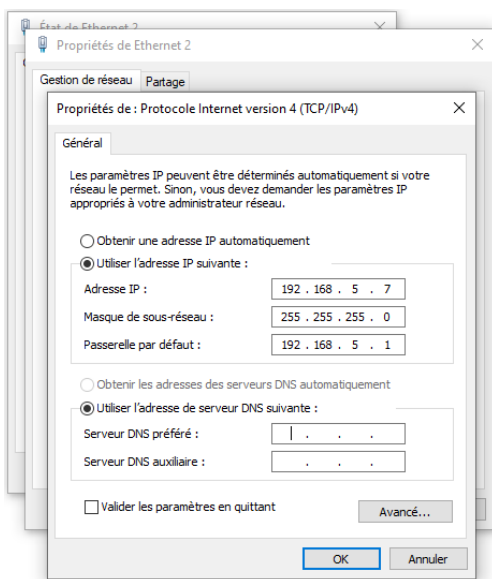 État de Ethernet 2
Propriétés de Ethernet 2
Gestion de réseau Partage
Propriétés de : Protocole Internet version 4 (TCP/IPv4)
Général
Les paramètres IP peuvent être déterminés automatiquement si votre
réseau le permet. Sinon, vous devez demander les paramètres IP
appropriés à votre administrateur réseau.
Obtenir une adresse IP automatiquement
Utiliser l'adresse IP suivante :
Adresse IP : 192 . 168 . 5 . 7
Masque de sous-réseau : 255 . 255 . 255 . 0
Passerelle par défaut : 192 . 168 . 5 . 1
Obtenir les adresses des serveurs DNS automatiquement
Utiliser l'adresse de serveur DNS suivante :
Serveur DNS préféré : . . .
Serveur DNS auxiliaire : . . .
Valider les paramètres en quittant
Avancé...
OK Annuler